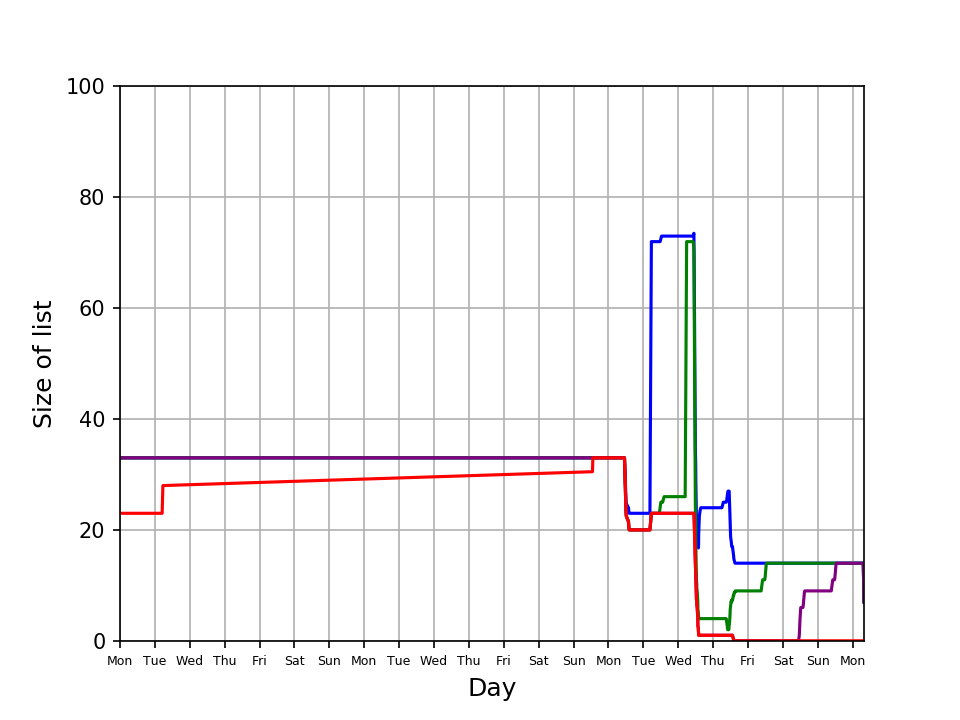 100
80
60
40
20
0
Size of list
Mon Tue Wed Thu Fri Sat Sun Mon Tue Wed Thu Fri Sat Sun Mon Tue Wed Thu Fri Sat Sun Mon
Day